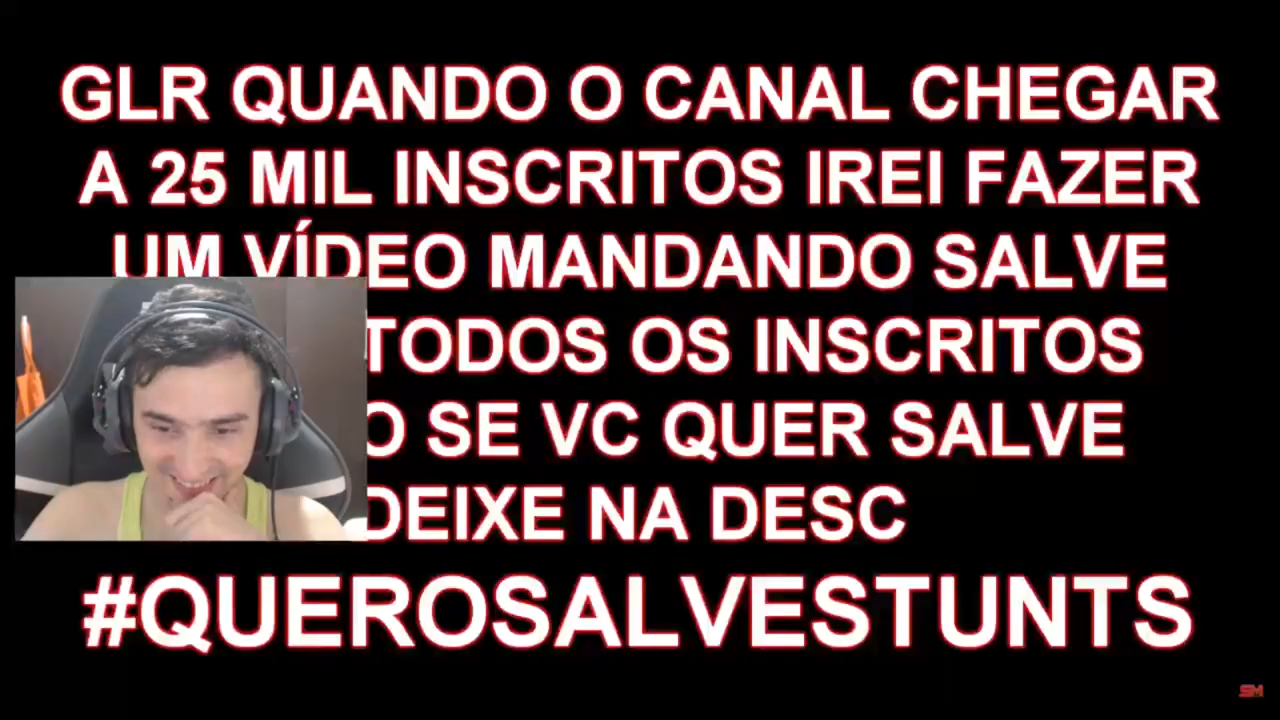 GLR QUANDO O CANAL CHEGAR
A 25 MIL INSCRITOS IREI FAZER
UM VÍDEO MANDANDO SALVE
TODOS OS INSCRITOS
O SE VC QUER SALVE
DEIXE NA DESC
#QUEROSALVESTUNTS
SM